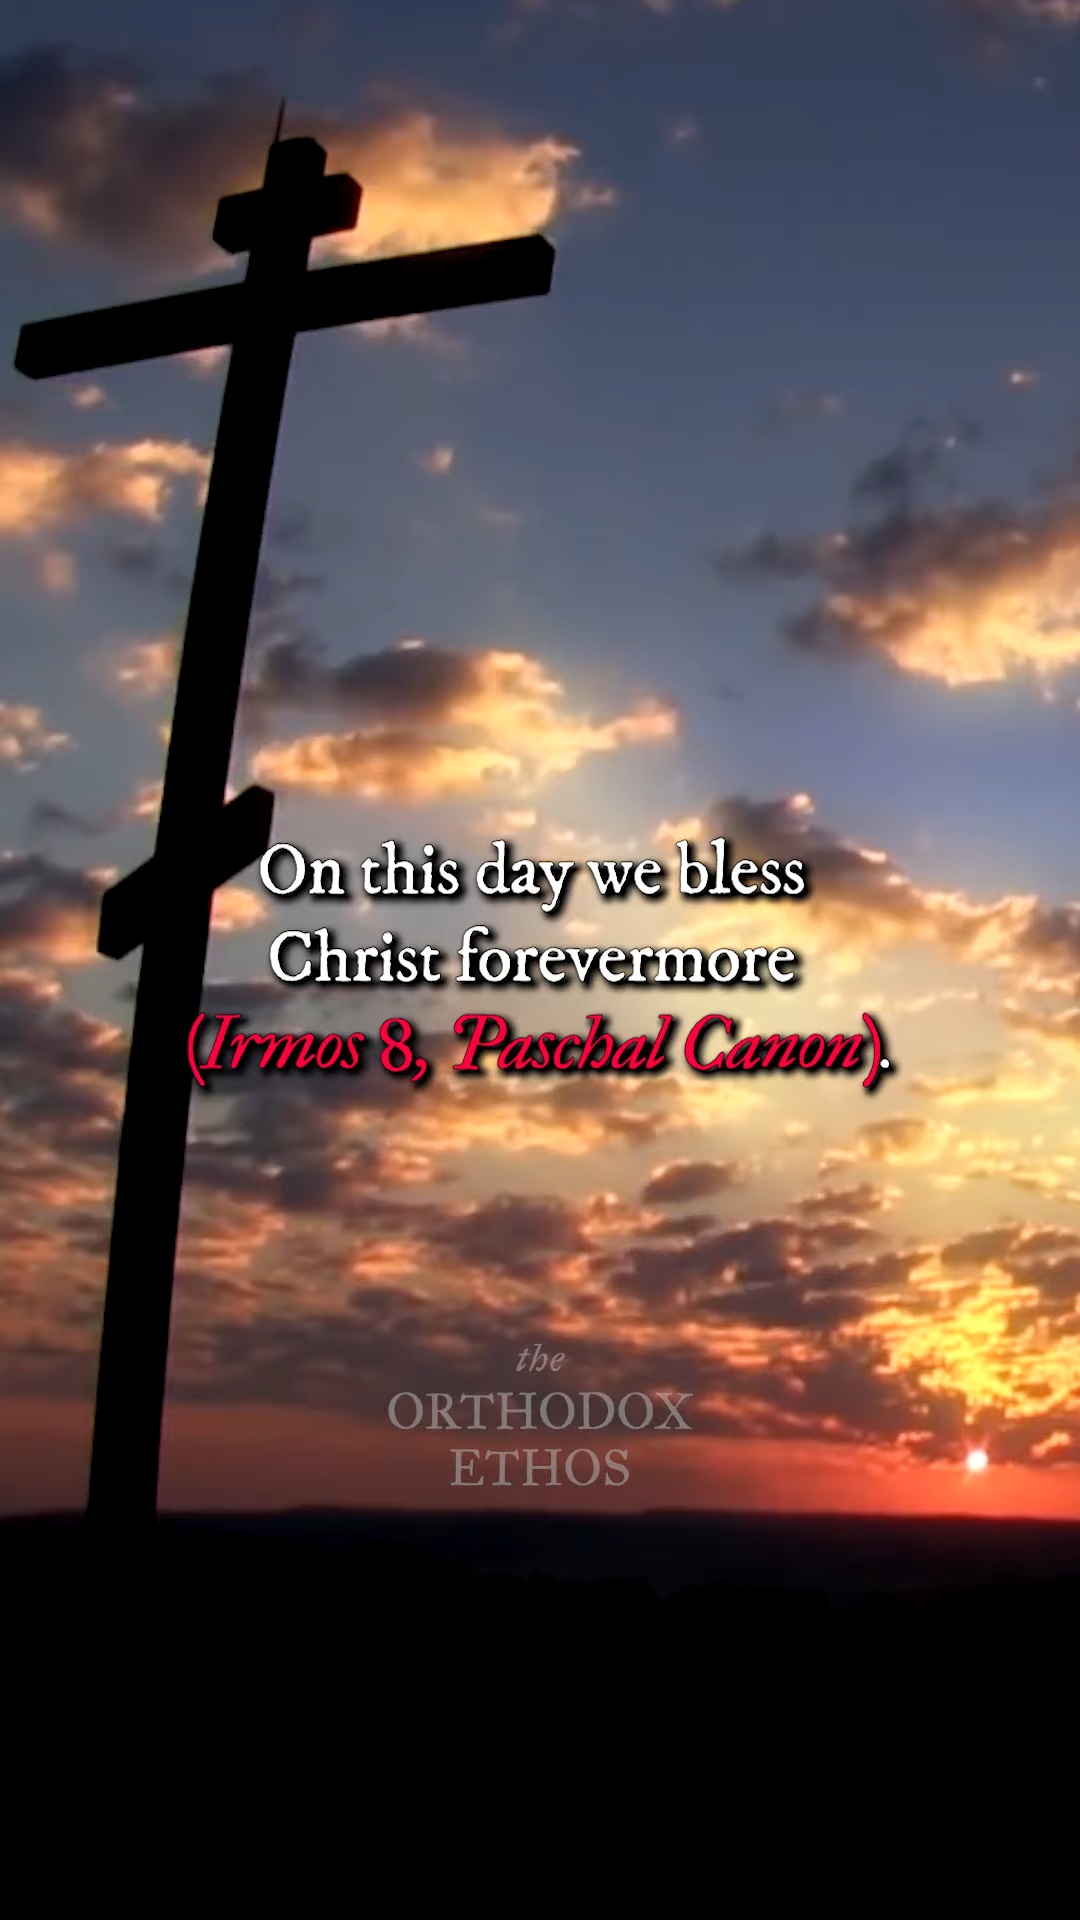 On this day we bless
Christ forevermore
(Irmos 8, Paschal Canon).
the
ORTHODOX
ETHOS